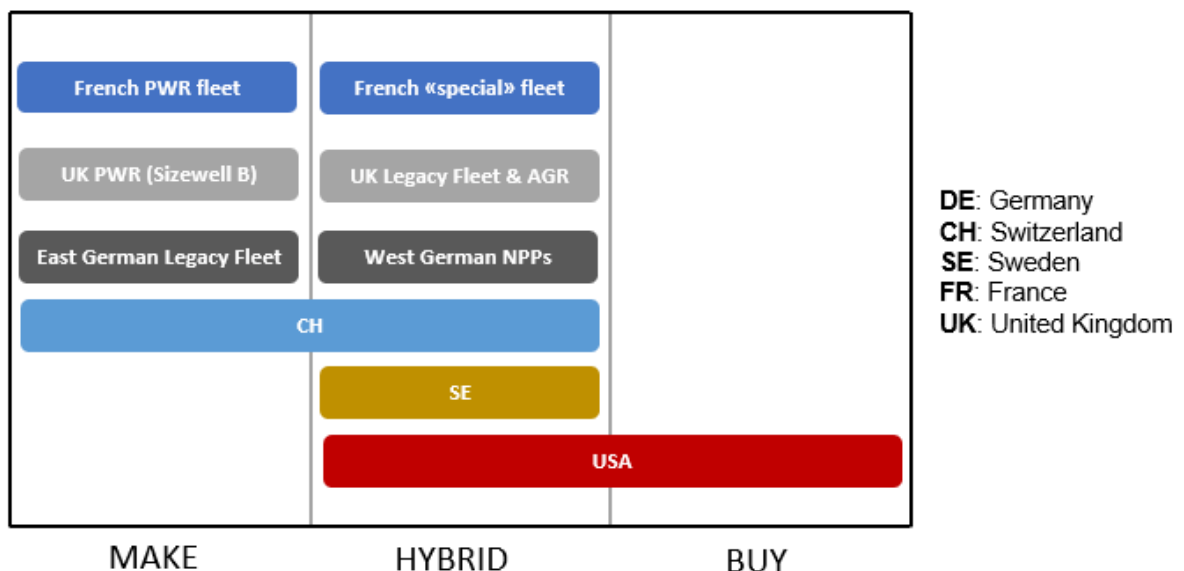 French PWR fleet
French «special» fleet
UK PWR (Sizewell B)
UK Legacy Fleet & AGR
East German Legacy Fleet
West German NPPs
CH
SE
USA
MAKE
HYBRID
BUY
DE: Germany
CH: Switzerland
SE: Sweden
FR: France
UK: United Kingdom